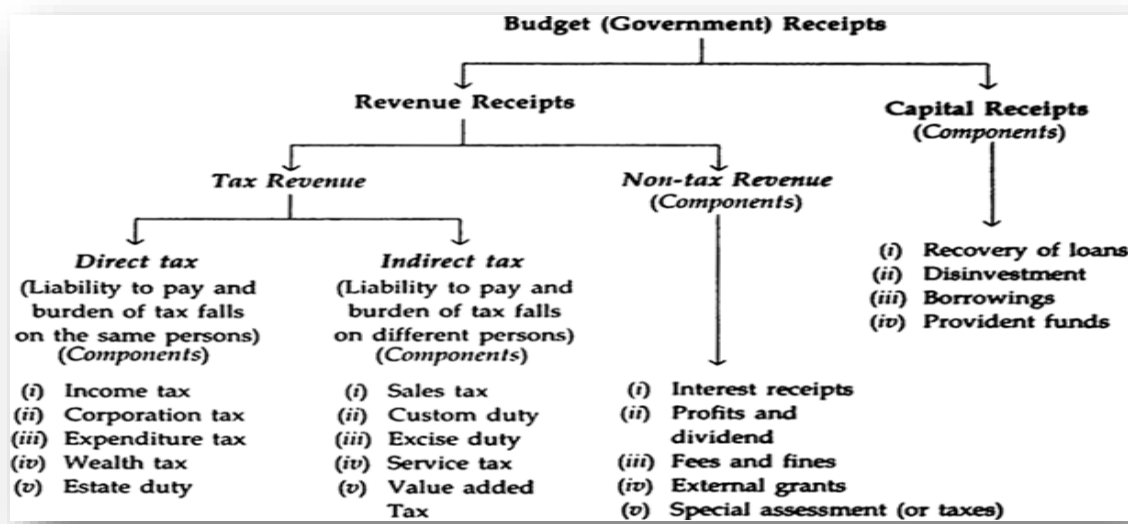 Budget (Government) Receipts
Revenue Receipts
Capital Receipts
(Components)
Tax Revenue
Non-tax Revenue
(Components)
Direct tax
(Liability to pay and
burden of tax falls
on the same persons)
(Components)
(i) Income tax
(ii) Corporation tax
(iii) Expenditure tax
(iv) Wealth tax
(v) Estate duty
Indirect tax
(Liability to pay and
burden of tax falls
on different persons)
(Components)
(i) Sales tax
(ii) Custom duty
(iii) Excise duty
(iv) Service tax
(v) Value added
Tax
(i) Interest receipts
(ii) Profits and
dividend
(iii) Fees and fines
(iv) External grants
(v) Special assessment (or taxes)
(i) Recovery of loans
(ii) Disinvestment
(iii) Borrowings
(iv) Provident funds